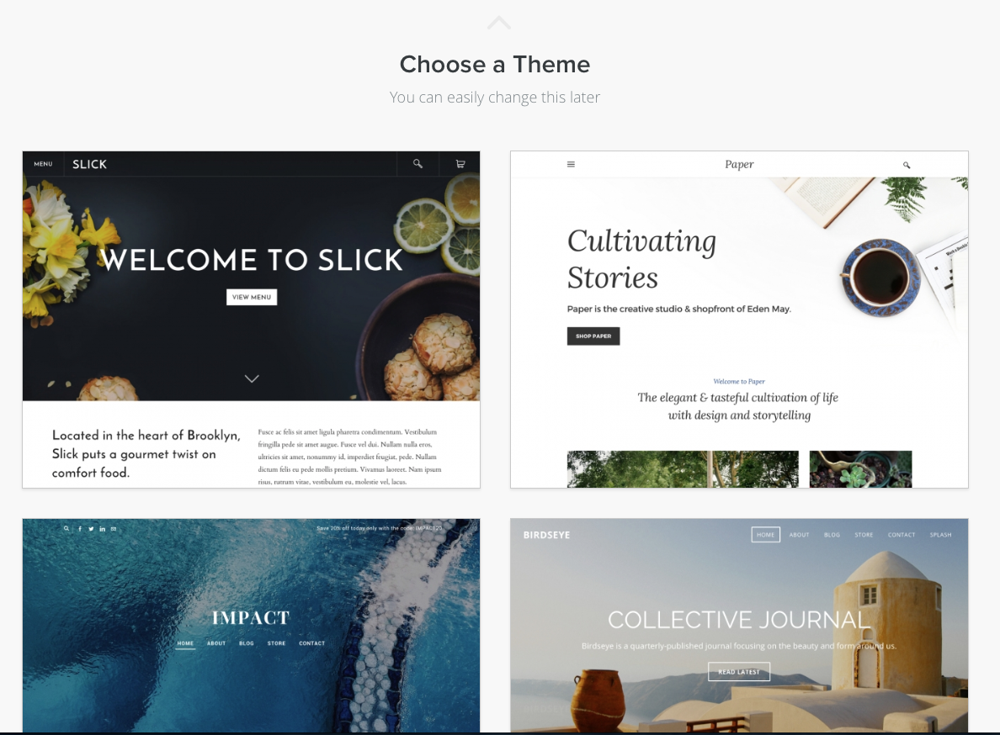 Choose a Theme
You can easily change this later
MENU
SLICK
WELCOME TO SLICK
VIEW MENU
Located in the heart of Brooklyn,
Slick puts a gourmet twist on
comfort food.
Fusce ac felis sit amet ligula pharetra condimentum. Vestibulum
fringilla pede sit amet augue. Fusce vel dui. Nullam nulla eros,
ultricies sit amet, nonummy id, imperdiet feugiat, pede. Nullam
dictum felis eu pede mollis pretium. Vivamus laoreet. Nam ipsum
risus, rutrum vitae, vestibulum eu, molestie vel, lacus.
Paper
Cultivating
Stories
Paper is the creative studio & shopfront of Eden May.
SHOP PAPER
Welcome to Paper
The elegant & tasteful cultivation of life
with design and storytelling
Save 20% off today only with the code: IMPACT20
IMPACT
HOME ABOUT BLOG STORE CONTACT
BIRDSEYE
HOME ABOUT BLOG STORE CONTACT SPLASH
COLLECTIVE JOURNAL
Birdseye is a quarterly-published journal focusing on the beauty and form around us.
READ LATEST